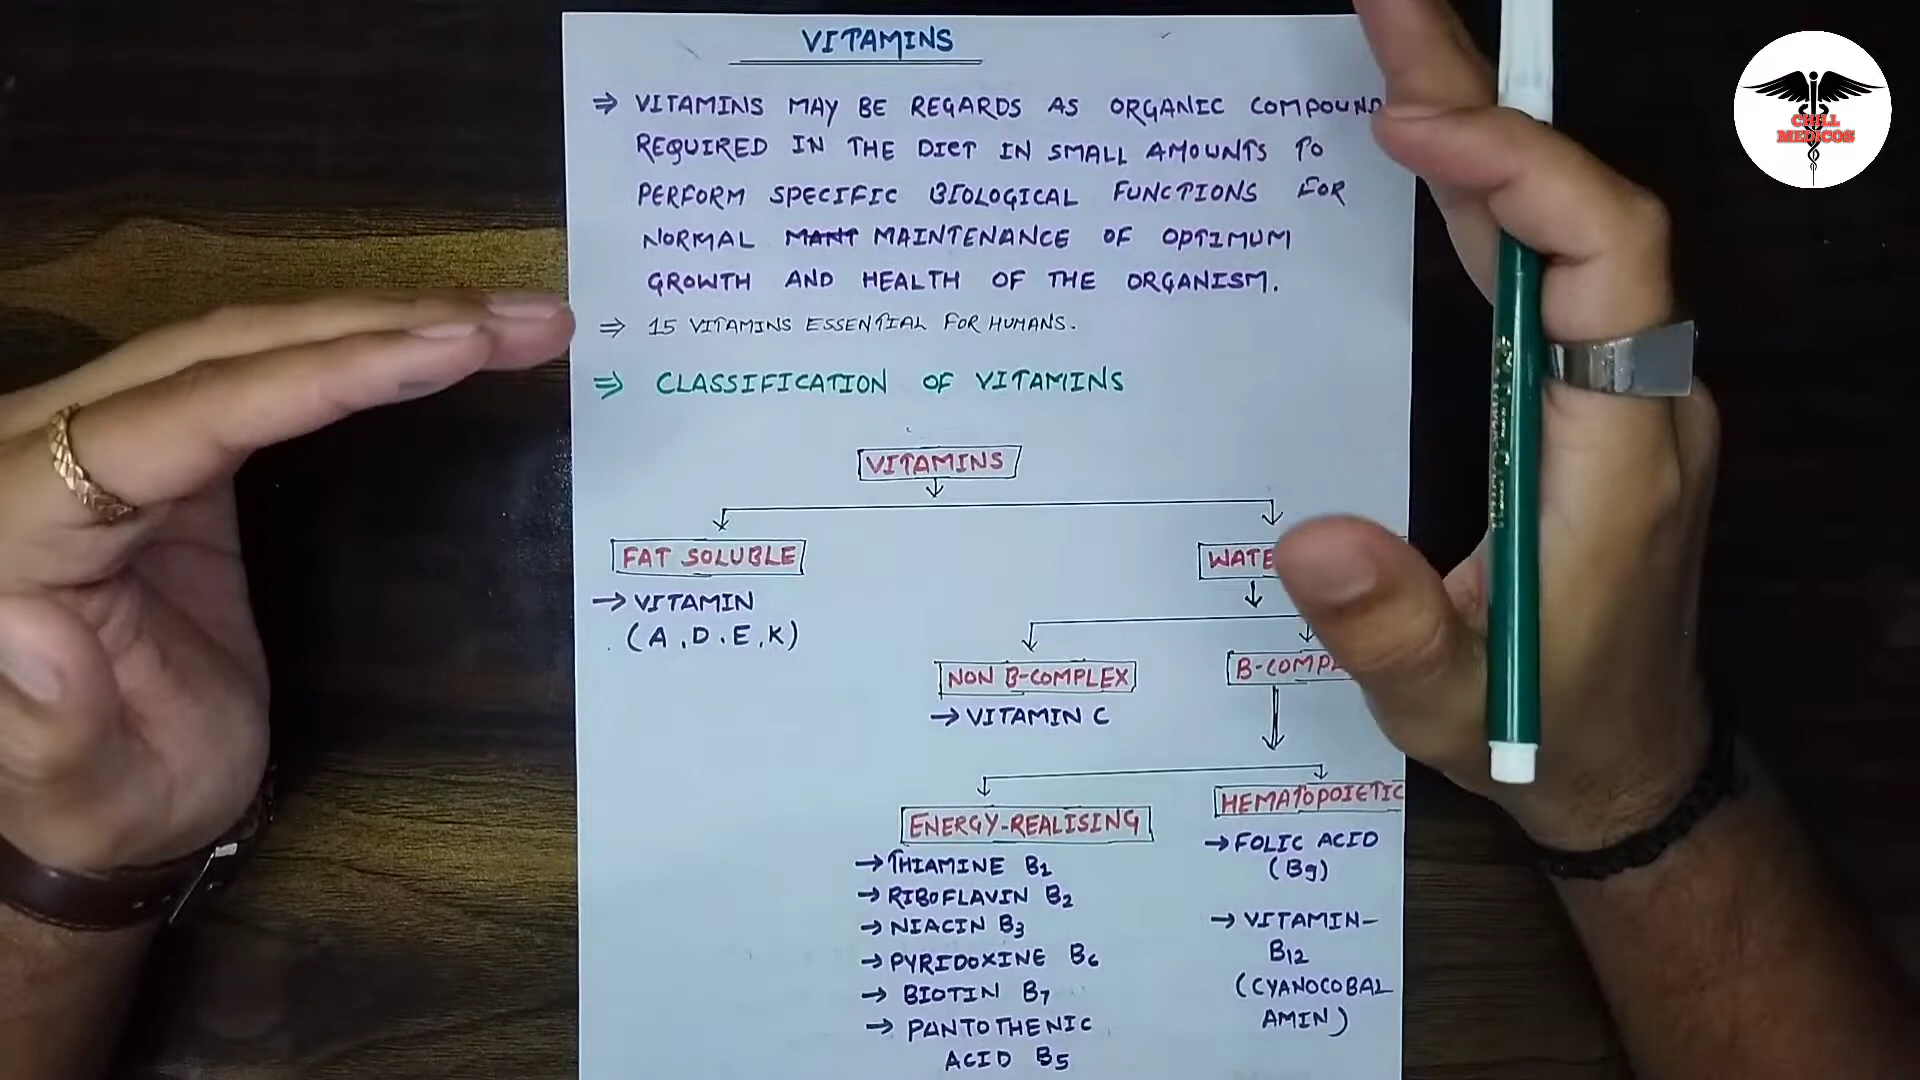 VITAMINS
⇒ VITAMINS MAY BE REGARDS AS ORGANIC COMPOUND
REQUIRED IN THE DIET IN SMALL AMOUNTS TO
PERFORM SPECIFIC BIOLOGICAL FUNCTIONS FOR
NORMAL MANT MAINTENANCE OF OPTIMUM
GROWTH AND HEALTH OF THE ORGANISM.
⇒ 15 VITAMINS ESSENTIAL FOR HUMANS.
⇒ CLASSIFICATION OF VITAMINS
VITAMINS
FAT SOLUBLE
→ VITAMIN
(A, D, E, K)
WATE
NON B-COMPLEX
→ VITAMIN C
B-COMPL
ENERGY-REALISING
→ THIAMINE B1
→ RIBOFLAVIN B2
→ NIACIN B3
→ PYRIDOXINE B6
→ BIOTIN B7
→ PANTOTHENIC
ACID B5
HEMATOPOIETIC
→ FOLIC ACID
(B9)
→ VITAMIN-
B12
(CYANOCOBAL
AMIN)
CHILL
MEDICOS